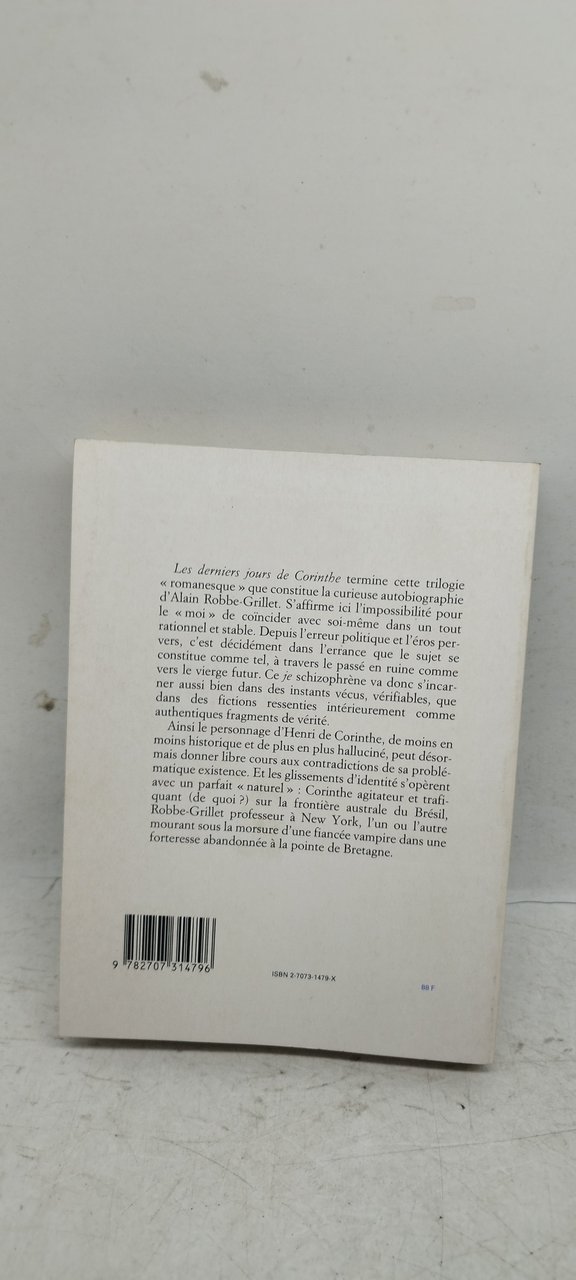 Les derniers jours de Corinthe termine cette trilogie
« romanesque » que constitue la curieuse autobiographie
d'Alain Robbe-Grillet. S'affirme ici l'impossibilité pour
le « moi » de coïncider avec soi-même dans un tout
rationnel et stable. Depuis l'erreur politique et l'éros per-
vers, c'est décidément dans l'errance que le sujet se
constitue comme tel, à travers le passé en ruine comme
vers le vierge futur. Ce je schizophrène va donc s'incar-
ner aussi bien dans des instants vécus, vérifiables, que
dans des fictions ressenties intérieurement comme
authentiques fragments de vérité.
Ainsi le personnage d'Henri de Corinthe, de moins en
moins historique et de plus en plus halluciné, peut désor-
mais donner libre cours aux contradictions de sa problé-
matique existence. Et les glissements d'identité s'opèrent
avec un parfait « naturel » : Corinthe agitateur et trafi-
quant (de quoi ?) sur la frontière australe du Brésil,
Robbe-Grillet professeur à New York, l'un ou l'autre
mourant sous la morsure d'une fiancée vampire dans une
forteresse abandonnée à la pointe de Bretagne.
9 782707 314796
ISBN 2-7073-1479-X
88 F